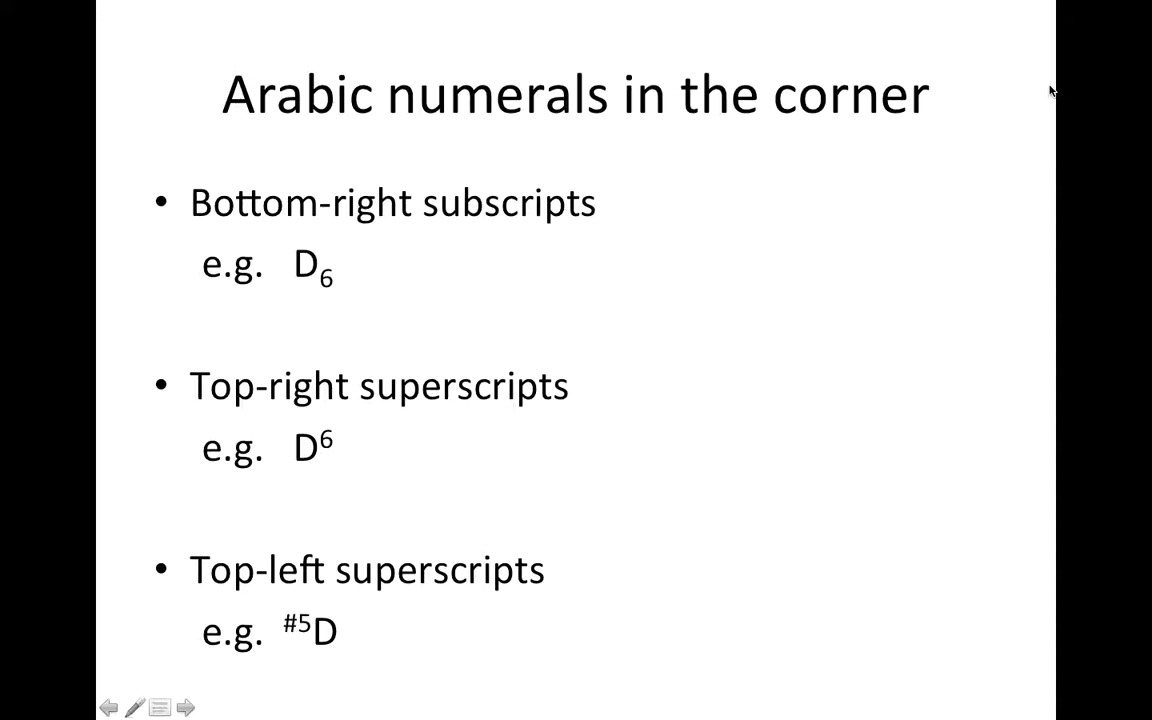 Arabic numerals in the corner
• Bottom-right subscripts
e.g. D₆
• Top-right superscripts
e.g. D⁶
• Top-left superscripts
e.g. #⁵D